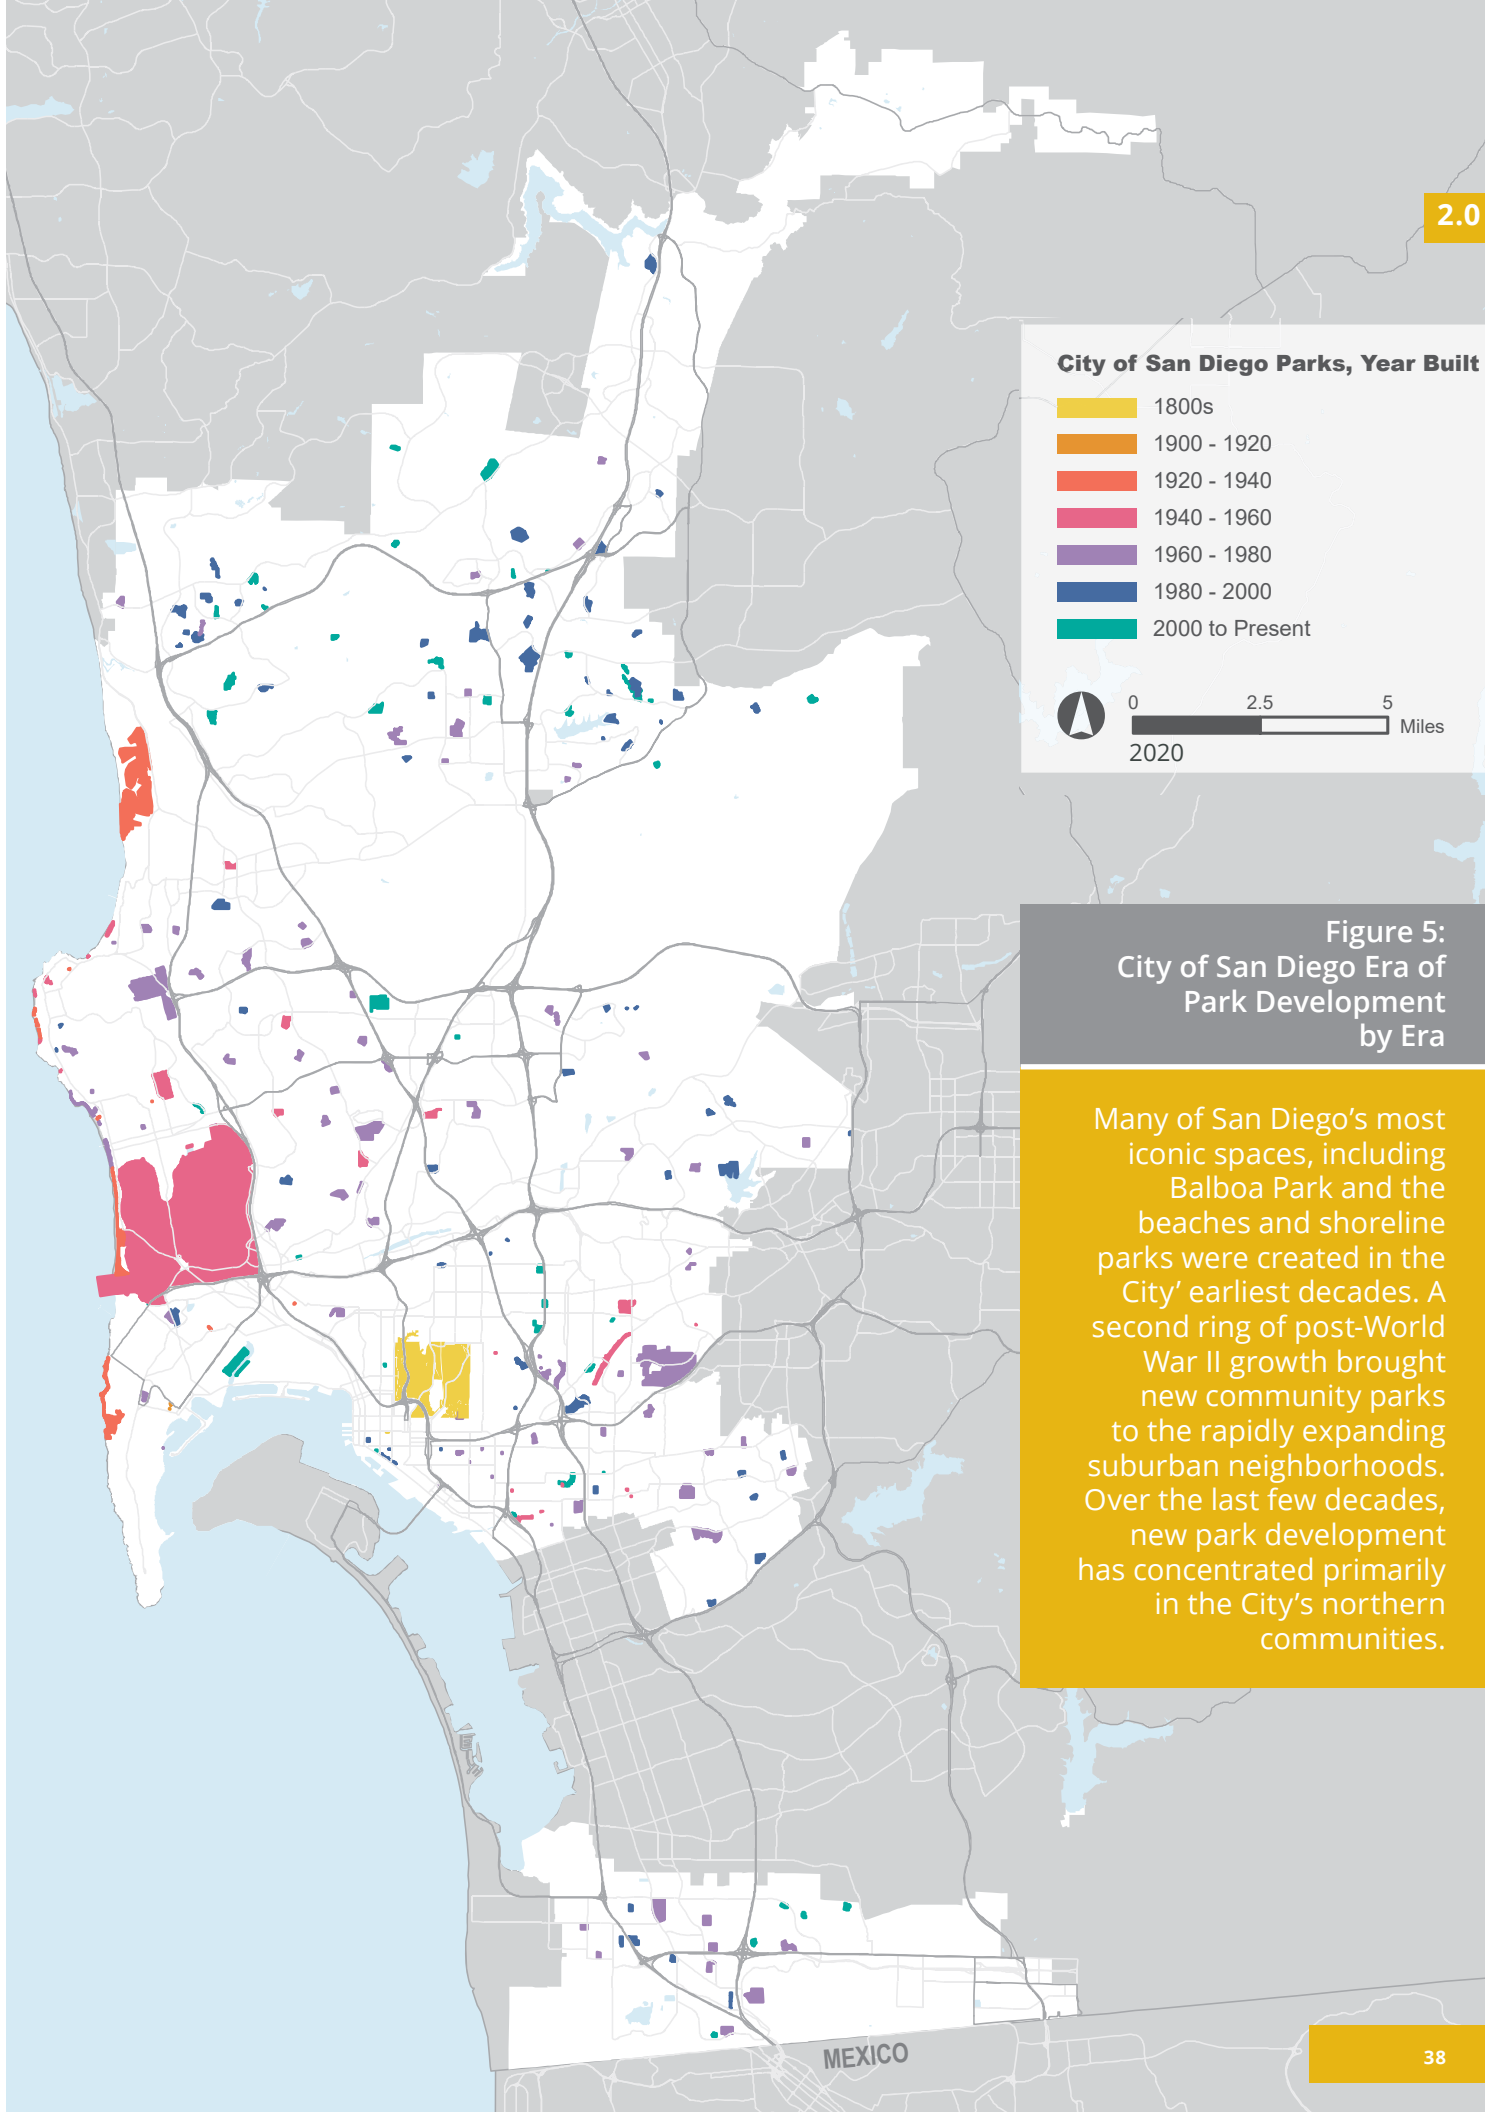 2.0
City of San Diego Parks, Year Built
1800s
1900 - 1920
1920 - 1940
1940 - 1960
1960 - 1980
1980 - 2000
2000 to Present
0 2.5 5
Miles
2020
Figure 5:
City of San Diego Era of
Park Development
by Era
Many of San Diego’s most
iconic spaces, including
Balboa Park and the
beaches and shoreline
parks were created in the
City’ earliest decades. A
second ring of post-World
War II growth brought
new community parks
to the rapidly expanding
suburban neighborhoods.
Over the last few decades,
new park development
has concentrated primarily
in the City’s northern
communities.
MEXICO
38